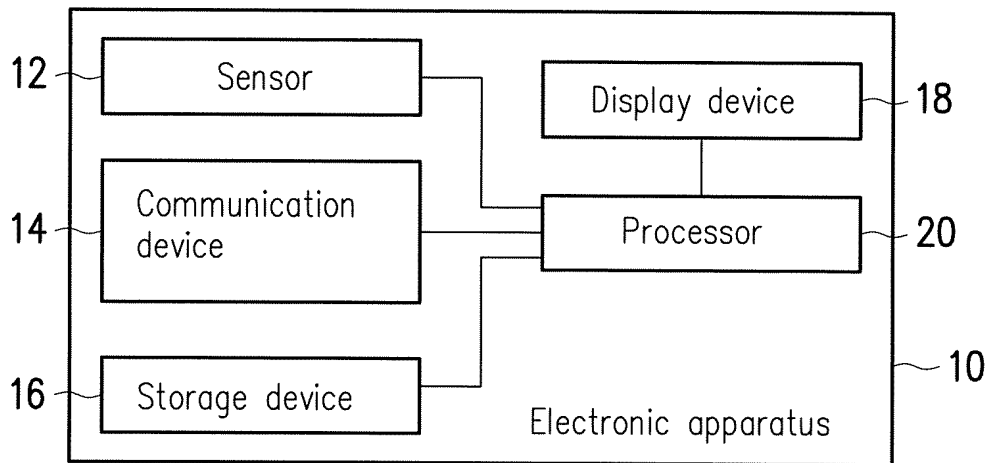 12
Sensor
Display device
18
14
Communication
device
Processor
20
16
Storage device
10
Electronic apparatus